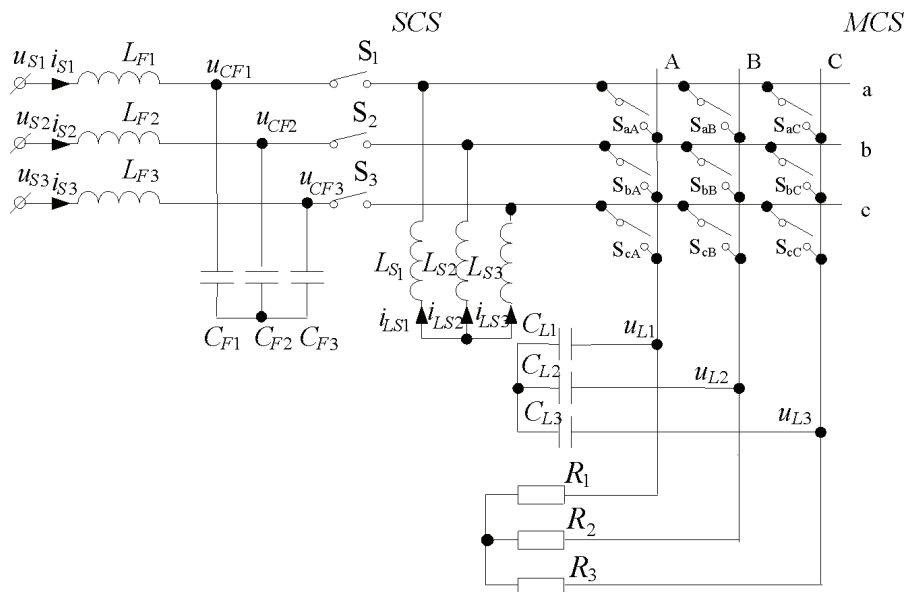 SCS
MCS
u_S1 i_S1 L_F1 u_CF1 S_1 A B C a
u_S2 i_S2 L_F2 u_CF2 S_2 S_aA S_aB S_aC b
u_S3 i_S3 L_F3 u_CF3 S_3 S_bA S_bB S_bC c
S_cA S_cB S_cC
L_S1 L_S2 L_S3
i_LS1 i_LS2 i_LS3
C_F1 C_F2 C_F3
C_L1 u_L1
C_L2 u_L2
C_L3 u_L3
R_1
R_2
R_3